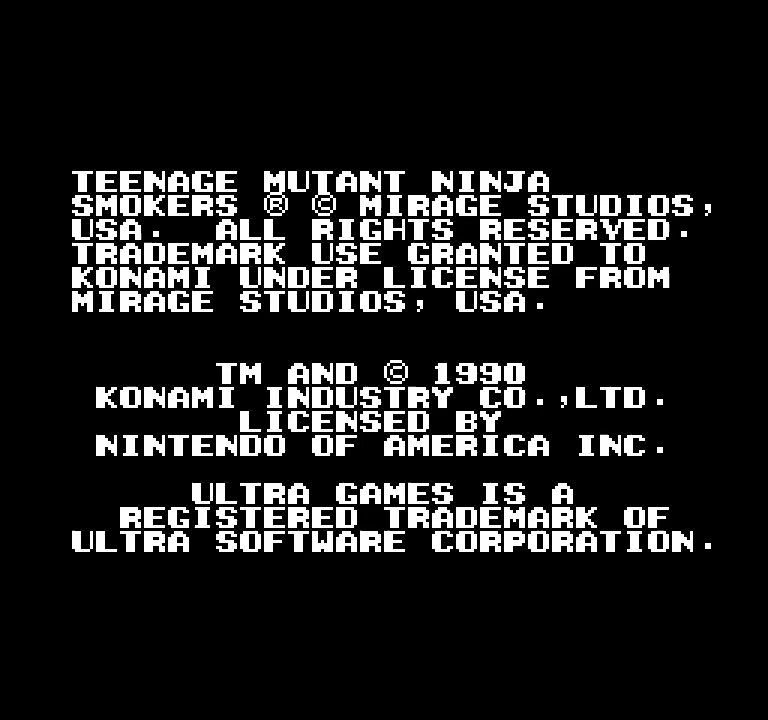 TEENAGE MUTANT NINJA
SMOKERS ® © MIRAGE STUDIOS,
USA. ALL RIGHTS RESERVED.
TRADEMARK USE GRANTED TO
KONAMI UNDER LICENSE FROM
MIRAGE STUDIOS, USA.
TM AND © 1990
KONAMI INDUSTRY CO.,LTD.
LICENSED BY
NINTENDO OF AMERICA INC.
ULTRA GAMES IS A
REGISTERED TRADEMARK OF
ULTRA SOFTWARE CORPORATION.